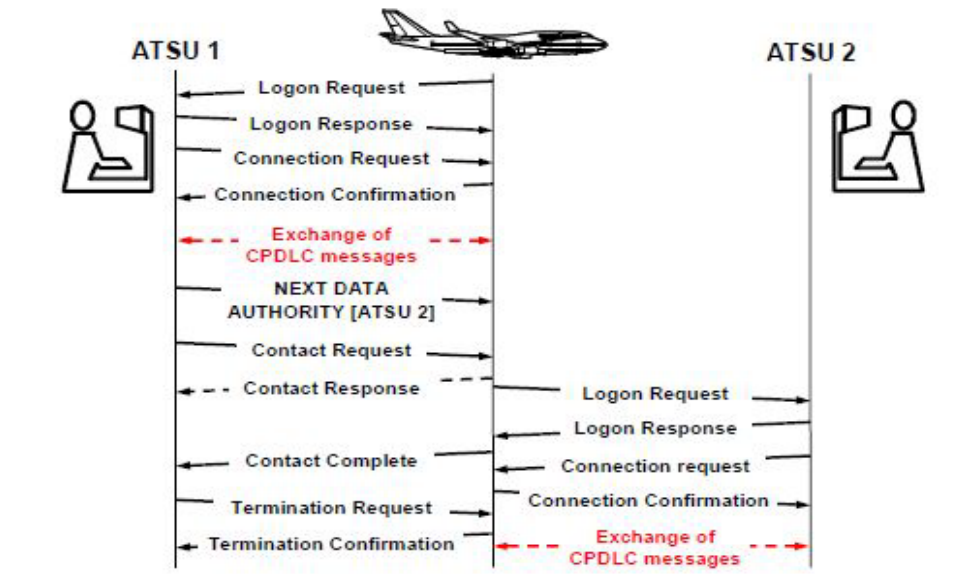 ATSU 1
ATSU 2
Logon Request
Logon Response
Connection Request
Connection Confirmation
Exchange of
CPDLC messages
NEXT DATA
AUTHORITY [ATSU 2]
Contact Request
Contact Response
Logon Request
Logon Response
Contact Complete
Connection request
Termination Request
Connection Confirmation
Termination Confirmation
Exchange of
CPDLC messages